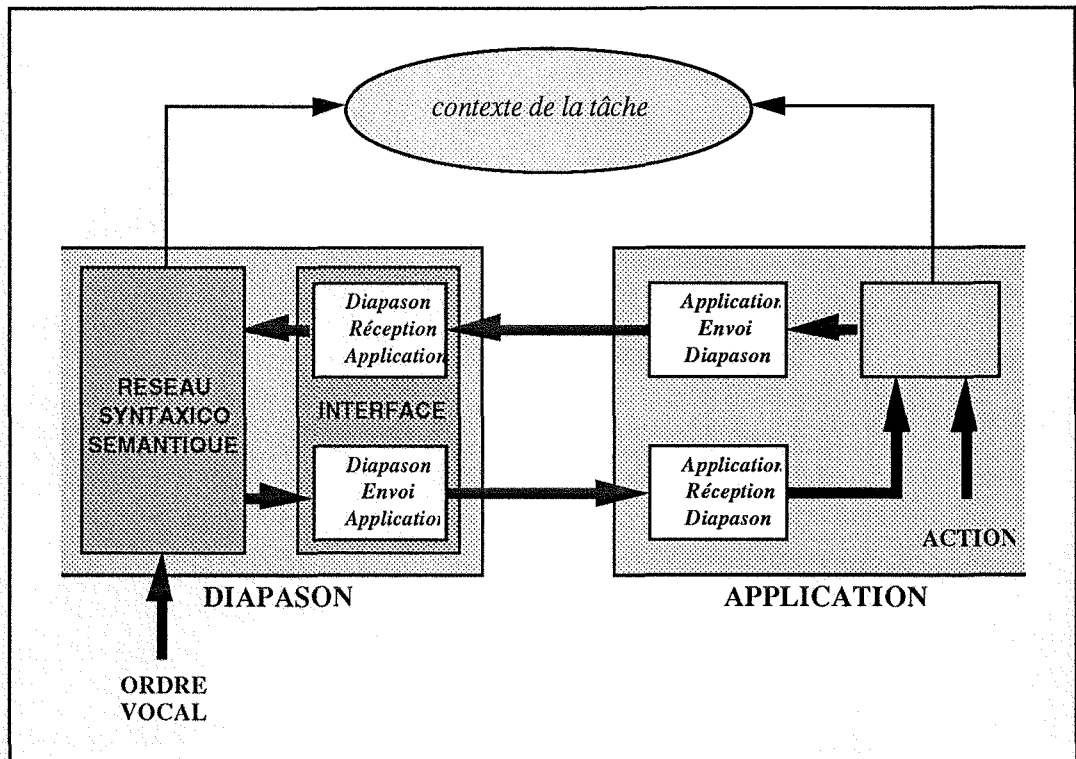 contexte de la tâche
Diapason
Réception
Application
Application
Envoi
Diapason
RESEAU
SYNTAXICO
SEMANTIQUE
INTERFACE
Diapason
Envoi
Application
Application
Réception
Diapason
ACTION
DIAPASON
APPLICATION
ORDRE
VOCAL